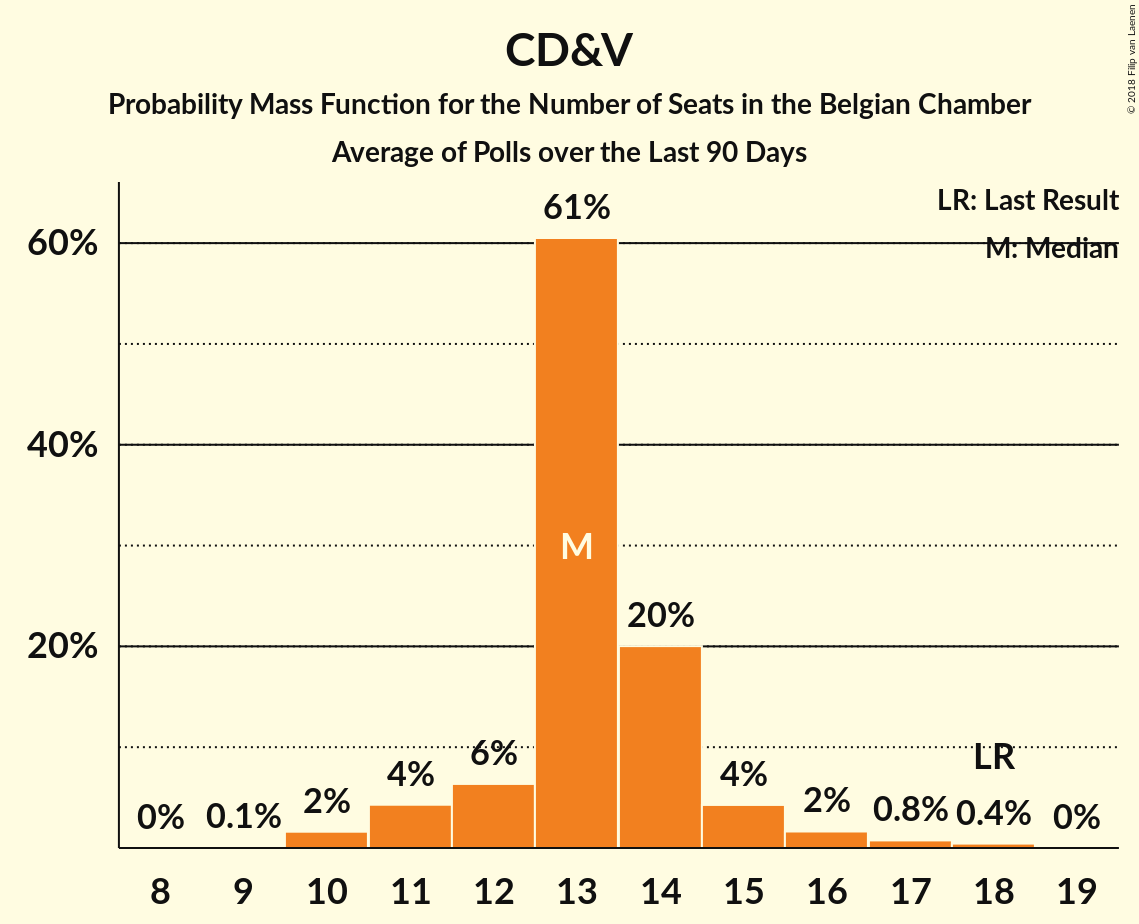 CD&V
Probability Mass Function for the Number of Seats in the Belgian Chamber
Average of Polls over the Last 90 Days
© 2018 Filip van Laenen
LR: Last Result
M: Median
60%
40%
20%
61%
M
20%
6%
4%
2%
0.1%
0%
4%
2%
0.8%
LR
0.4%
0%
8 9 10 11 12 13 14 15 16 17 18 19